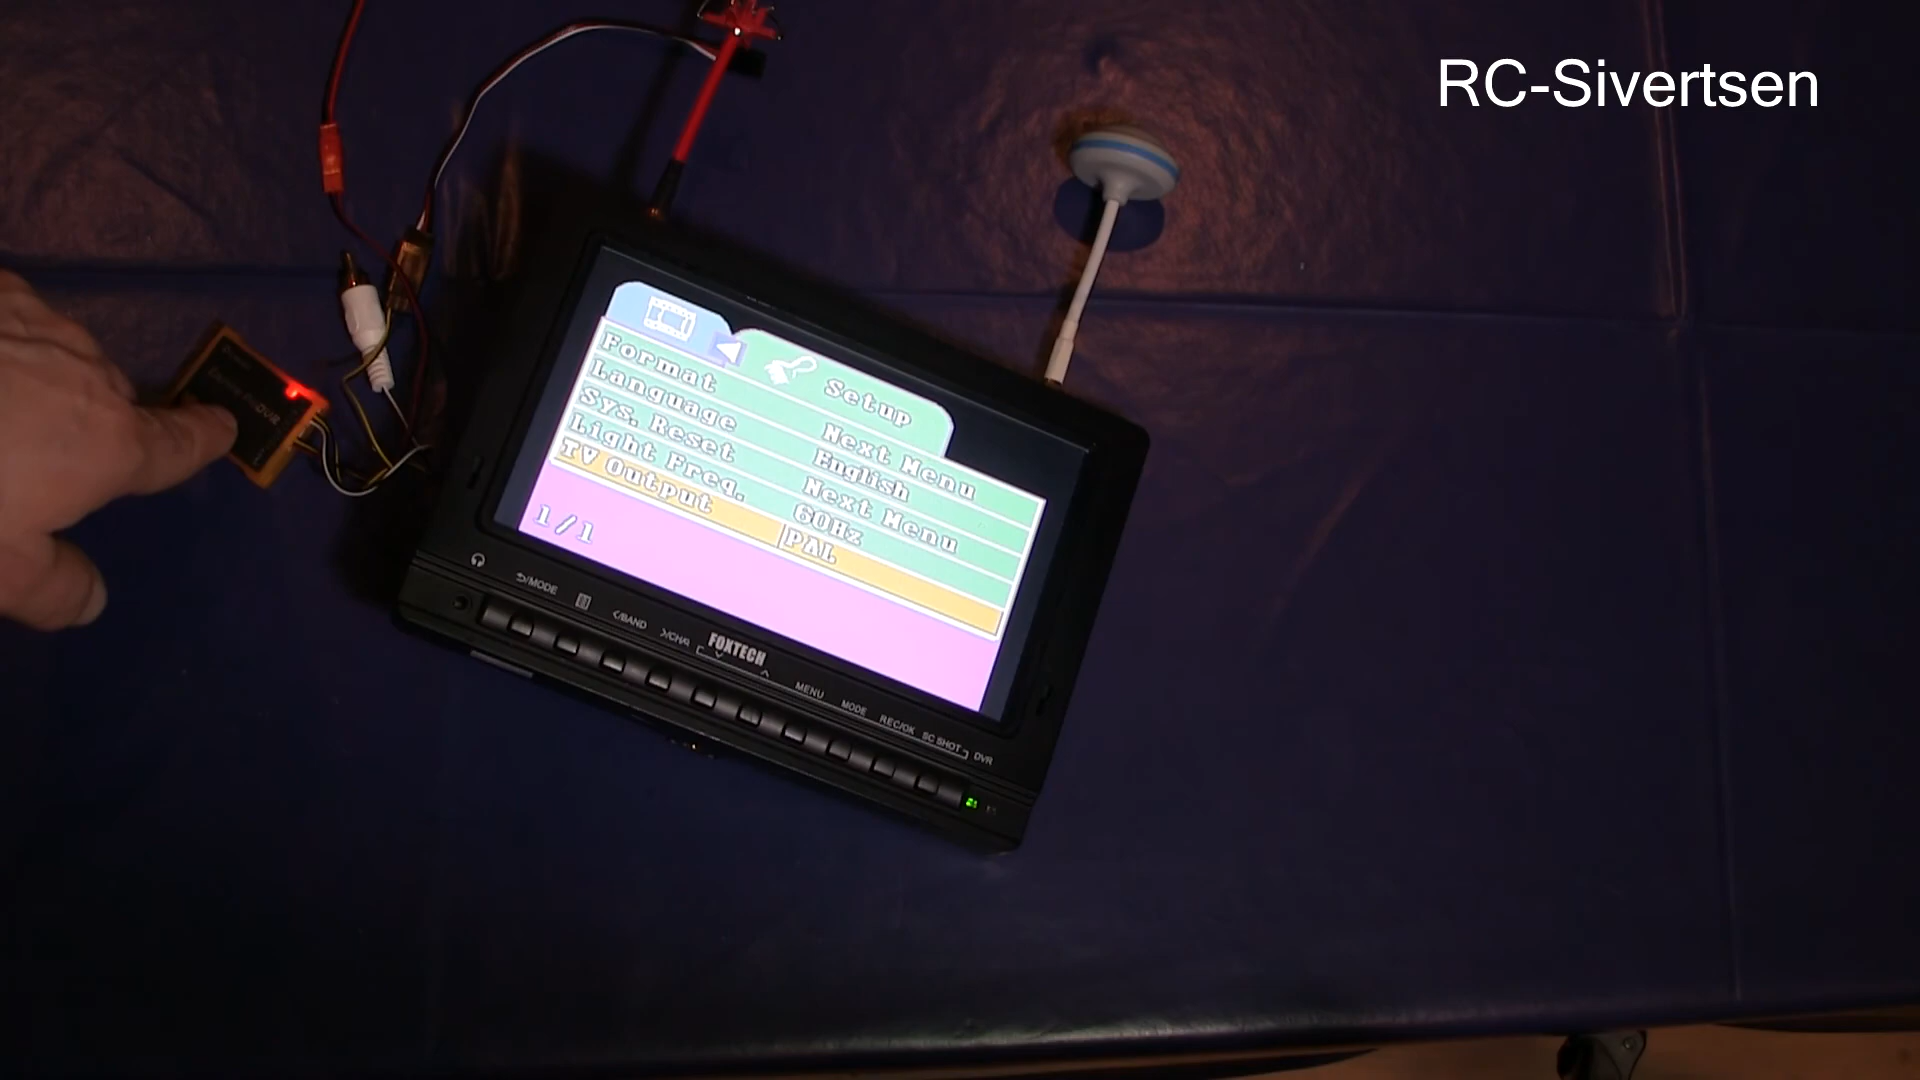 RC-Sivertsen
Setup
Format Next Menu
Language English
Sys. Reset Next Menu
Light Freq. 60Hz
TV Output PAL
1/1
/MODE
</BAND
>/CHAN
FOXTECH
MENU
MODE
REC/OK
SC SHOT
DVR